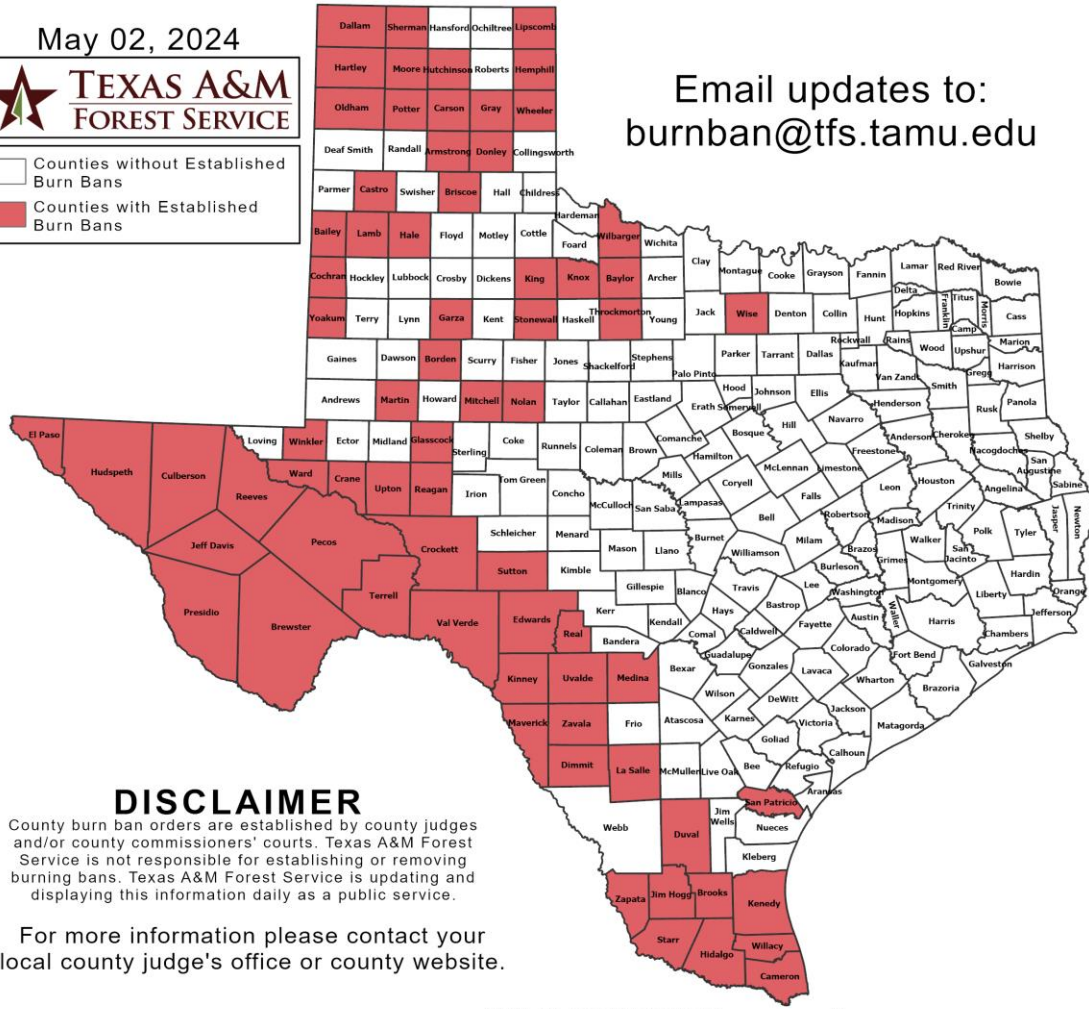 May 02, 2024
TEXAS A&M
FOREST SERVICE
Counties without Established
Burn Bans
Counties with Established
Burn Bans
Email updates to:
burnban@tfs.tamu.edu
Dallam Sherman Hansford Ochiltree Lipscomb
Hartley Moore Hutchinson Roberts Hemphill
Oldham Potter Carson Gray Wheeler
Deaf Smith Randall Armstrong Donley Collingsworth
Parmer Castro Swisher Briscoe Hall Childress
Hardeman
Bailey Lamb Hale Floyd Motley Cottle Foard Wilbarger Wichita
Clay Montague Cooke Grayson Fannin Lamar Red River Bowie
Cochran Hockley Lubbock Crosby Dickens King Knox Baylor Archer
Delta Titus Franklin Morris Hopkins Cass
Yoakum Terry Lynn Garza Kent Stonewall Haskell Throckmorton Young Jack Wise Denton Collin Hunt Camp
Rockwall Rains Wood Upshur Marion
Gaines Dawson Borden Scurry Fisher Jones Shackelford Stephens Palo Pinto Parker Tarrant Dallas Kaufman Van Zandt Gregg Harrison
Smith
Andrews Martin Howard Mitchell Nolan Taylor Callahan Eastland Erath Hood Somervell Johnson Ellis Henderson Rusk Panola
El Paso Loving Winkler Ector Midland Glasscock Sterling Coke Runnels Coleman Brown Comanche Bosque Hill Navarro Anderson Cherokee Shelby
Hamilton Freestone Nacogdoches San Augustine Sabine
Hudspeth Culberson Reeves Ward Crane Upton Reagan Irion Tom Green Concho McCulloch San Saba Mills Lampasas Coryell McLennan Limestone Leon Houston Angelina
Falls Trinity Jasper Newton
Jeff Davis Pecos Crockett Schleicher Menard Mason Llano Burnet Bell Robertson Madison Walker San Jacinto Polk Tyler
Williamson Milam Brazos Grimes
Presidio Brewster Terrell Sutton Kimble Gillespie Blanco Travis Lee Burleson Washington Montgomery Liberty Hardin Orange
Val Verde Edwards Real Kerr Kendall Hays Bastrop Fayette Austin Waller Harris Jefferson
Bandera Comal Caldwell Colorado Chambers
Kinney Uvalde Medina Bexar Guadalupe Gonzales Lavaca Fort Bend Galveston
Wilson DeWitt Wharton Brazoria
Maverick Zavala Frio Atascosa Karnes Victoria Jackson Matagorda
Goliad Calhoun
Dimmit La Salle McMullen Live Oak Bee Refugio
Aransas
San Patricio
Webb Duval Jim Wells Nueces
Kleberg
Zapata Jim Hogg Brooks Kenedy
Starr Hidalgo Willacy
Cameron
DISCLAIMER
County burn ban orders are established by county judges
and/or county commissioners' courts. Texas A&M Forest
Service is not responsible for establishing or removing
burning bans. Texas A&M Forest Service is updating and
displaying this information daily as a public service.
For more information please contact your
local county judge's office or county website.